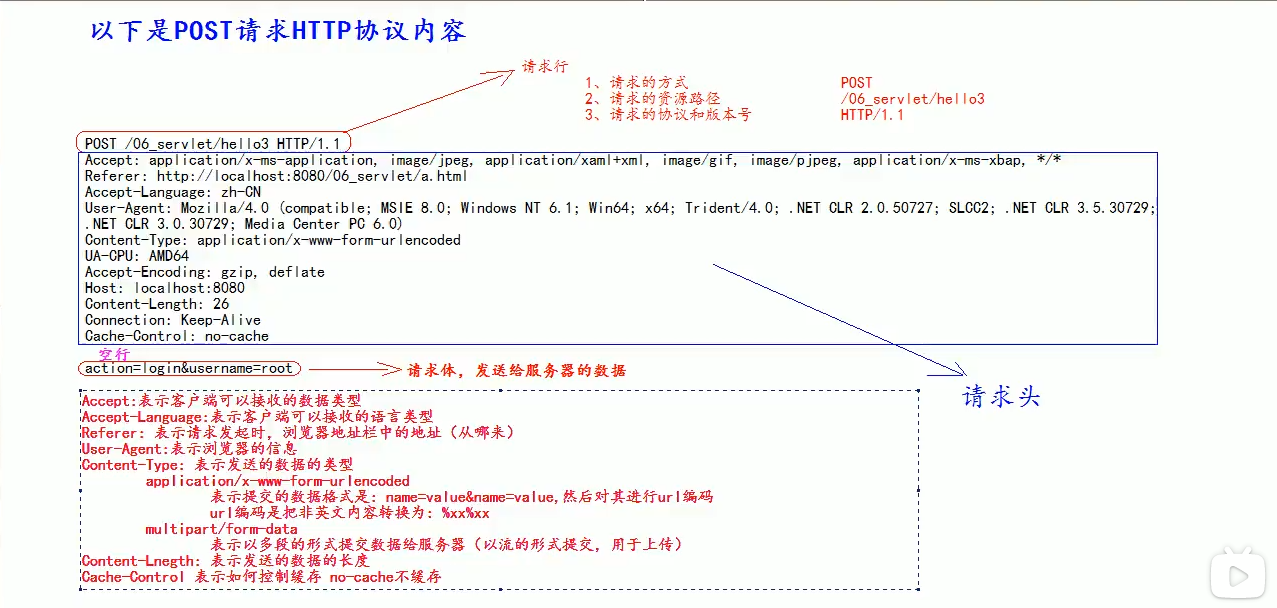 以下是POST请求HTTP协议内容
请求行
1、请求的方式 POST
2、请求的资源路径 /06_servlet/hello3
3、请求的协议和版本号 HTTP/1.1
POST /06_servlet/hello3 HTTP/1.1
Accept: application/x-ms-application, image/jpeg, application/xaml+xml, image/gif, image/pjpeg, application/x-ms-xbap, */*
Referer: http://localhost:8080/06_servlet/a.html
Accept-Language: zh-CN
User-Agent: Mozilla/4.0 (compatible; MSIE 8.0; Windows NT 6.1; Win64; x64; Trident/4.0; .NET CLR 2.0.50727; SLCC2; .NET CLR 3.5.30729;
.NET CLR 3.0.30729; Media Center PC 6.0)
Content-Type: application/x-www-form-urlencoded
UA-CPU: AMD64
Accept-Encoding: gzip, deflate
Host: localhost:8080
Content-Length: 26
Connection: Keep-Alive
Cache-Control: no-cache
空行
action=login&username=root
请求体，发送给服务器的数据
请求头
Accept:表示客户端可以接收的数据类型
Accept-Language:表示客户端可以接收的语言类型
Referer: 表示请求发起时，浏览器地址栏中的地址（从哪来）
User-Agent:表示浏览器的信息
Content-Type: 表示发送的数据的类型
application/x-www-form-urlencoded
表示提交的数据格式是: name=value&name=value,然后对其进行url编码
url编码是把非英文内容转换为: %xx%xx
multipart/form-data
表示以多段的形式提交数据给服务器（以流的形式提交，用于上传）
Content-Lnegth: 表示发送的数据的长度
Cache-Control 表示如何控制缓存 no-cache不缓存